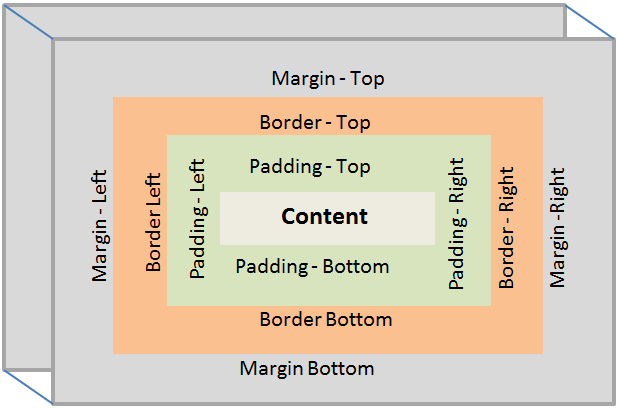 Margin - Top
Border - Top
Padding - Top
Margin - Left
Border Left
Padding - Left
Content
Padding - Right
Border - Right
Margin - Right
Padding - Bottom
Border Bottom
Margin Bottom